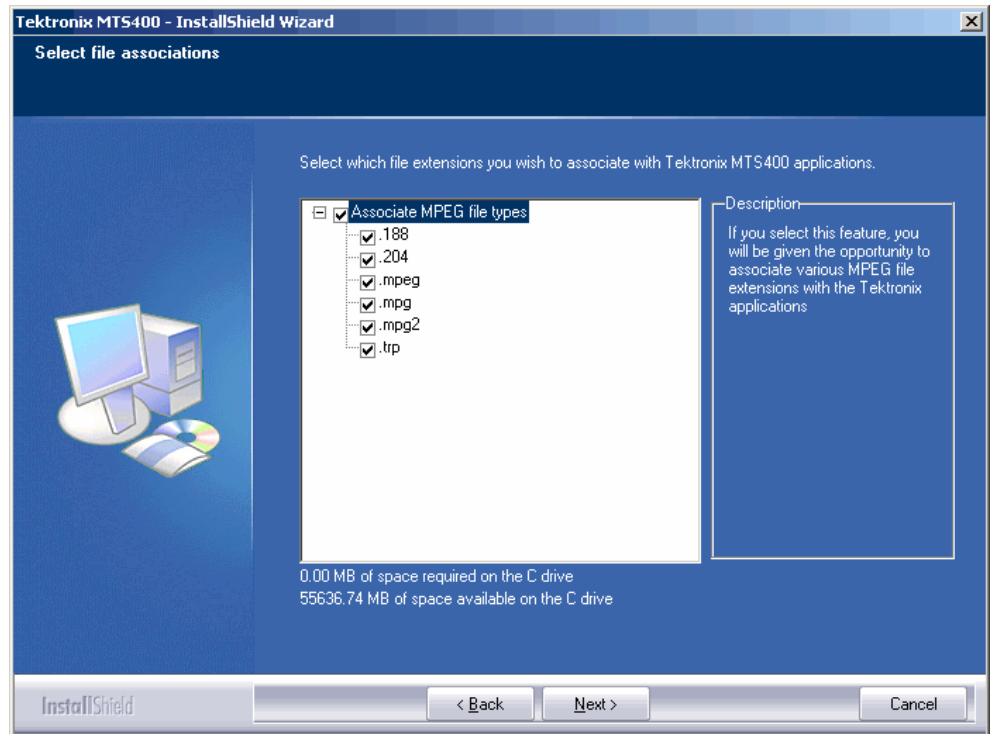 Tektronix MTS400 - InstallShield Wizard
Select file associations
Select which file extensions you wish to associate with Tektronix MTS400 applications.
Associate MPEG file types
.188
.204
.mpeg
.mpg
.mpg2
.trp
Description
If you select this feature, you
will be given the opportunity to
associate various MPEG file
extensions with the Tektronix
applications
0.00 MB of space required on the C drive
55636.74 MB of space available on the C drive
InstallShield
< Back
Next >
Cancel